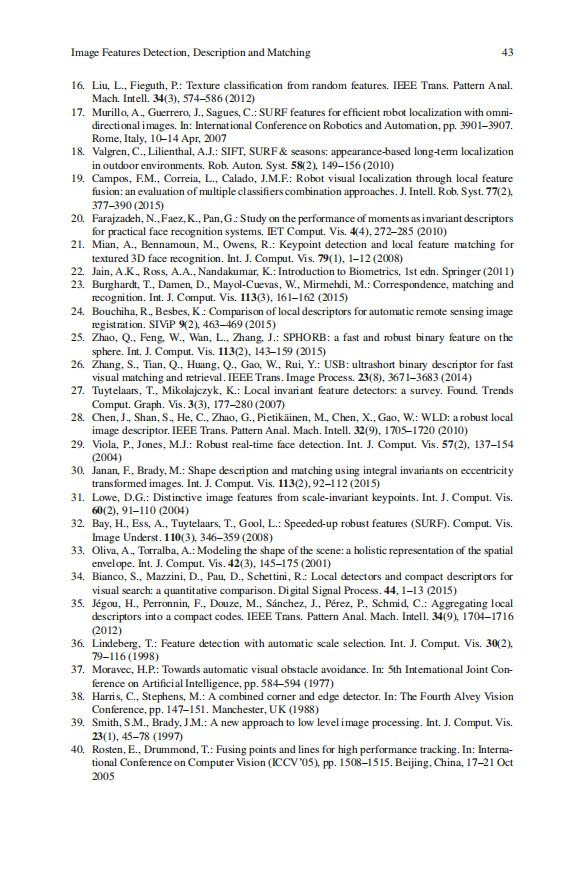 Image Features Detection, Description and Matching 43
16. Liu, L., Fieguth, P.: Texture classification from random features. IEEE Trans. Pattern Anal.
Mach. Intell. 34(3), 574–586 (2012)
17. Murillo, A., Guerrero, J., Sagues, C.: SURF features for efficient robot localization with omni-
directional images. In: International Conference on Robotics and Automation, pp. 3901–3907.
Rome, Italy, 10–14 Apr, 2007
18. Valgren, C., Lilienthal, A.J.: SIFT, SURF & seasons: appearance-based long-term localization
in outdoor environments. Rob. Auton. Syst. 58(2), 149–156 (2010)
19. Campos, F.M., Correia, L., Calado, J.M.F.: Robot visual localization through local feature
fusion: an evaluation of multiple classifiers combination approaches. J. Intell. Rob. Syst. 77(2),
377–390 (2015)
20. Farajzadeh, N., Faez, K., Pan, G.: Study on the performance of moments as invariant descriptors
for practical face recognition systems. IET Comput. Vis. 4(4), 272–285 (2010)
21. Mian, A., Bennamoun, M., Owens, R.: Keypoint detection and local feature matching for
textured 3D face recognition. Int. J. Comput. Vis. 79(1), 1–12 (2008)
22. Jain, A.K., Ross, A.A., Nandakumar, K.: Introduction to Biometrics, 1st edn. Springer (2011)
23. Burghardt, T., Damen, D., Mayol-Cuevas, W., Mirmehdi, M.: Correspondence, matching and
recognition. Int. J. Comput. Vis. 113(3), 161–162 (2015)
24. Bouchiha, R., Besbes, K.: Comparison of local descriptors for automatic remote sensing image
registration. SIViP 9(2), 463–469 (2015)
25. Zhao, Q., Feng, W., Wan, L., Zhang, J.: SPHORB: a fast and robust binary feature on the
sphere. Int. J. Comput. Vis. 113(2), 143–159 (2015)
26. Zhang, S., Tian, Q., Huang, Q., Gao, W., Rui, Y.: USB: ultrashort binary descriptor for fast
visual matching and retrieval. IEEE Trans. Image Process. 23(8), 3671–3683 (2014)
27. Tuytelaars, T., Mikolajczyk, K.: Local invariant feature detectors: a survey. Found. Trends
Comput. Graph. Vis. 3(3), 177–280 (2007)
28. Chen, J., Shan, S., He, C., Zhao, G., Pietikäinen, M., Chen, X., Gao, W.: WLD: a robust local
image descriptor. IEEE Trans. Pattern Anal. Mach. Intell. 32(9), 1705–1720 (2010)
29. Viola, P., Jones, M.J.: Robust real-time face detection. Int. J. Comput. Vis. 57(2), 137–154
(2004)
30. Janan, F., Brady, M.: Shape description and matching using integral invariants on eccentricity
transformed images. Int. J. Comput. Vis. 113(2), 92–112 (2015)
31. Lowe, D.G.: Distinctive image features from scale-invariant keypoints. Int. J. Comput. Vis.
60(2), 91–110 (2004)
32. Bay, H., Ess, A., Tuytelaars, T., Gool, L.: Speeded-up robust features (SURF). Comput. Vis.
Image Underst. 110(3), 346–359 (2008)
33. Oliva, A., Torralba, A.: Modeling the shape of the scene: a holistic representation of the spatial
envelope. Int. J. Comput. Vis. 42(3), 145–175 (2001)
34. Bianco, S., Mazzini, D., Pau, D., Schettini, R.: Local detectors and compact descriptors for
visual search: a quantitative comparison. Digital Signal Process. 44, 1–13 (2015)
35. Jégou, H., Perronnin, F., Douze, M., Sánchez, J., Pérez, P., Schmid, C.: Aggregating local
descriptors into a compact codes. IEEE Trans. Pattern Anal. Mach. Intell. 34(9), 1704–1716
(2012)
36. Lindeberg, T.: Feature detection with automatic scale selection. Int. J. Comput. Vis. 30(2),
79–116 (1998)
37. Moravec, H.P.: Towards automatic visual obstacle avoidance. In: 5th International Joint Con-
ference on Artificial Intelligence, pp. 584–594 (1977)
38. Harris, C., Stephens, M.: A combined corner and edge detector. In: The Fourth Alvey Vision
Conference, pp. 147–151. Manchester, UK (1988)
39. Smith, S.M., Brady, J.M.: A new approach to low level image processing. Int. J. Comput. Vis.
23(1), 45–78 (1997)
40. Rosten, E., Drummond, T.: Fusing points and lines for high performance tracking. In: Interna-
tional Conference on Computer Vision (ICCV'05), pp. 1508–1515. Beijing, China, 17–21 Oct
2005